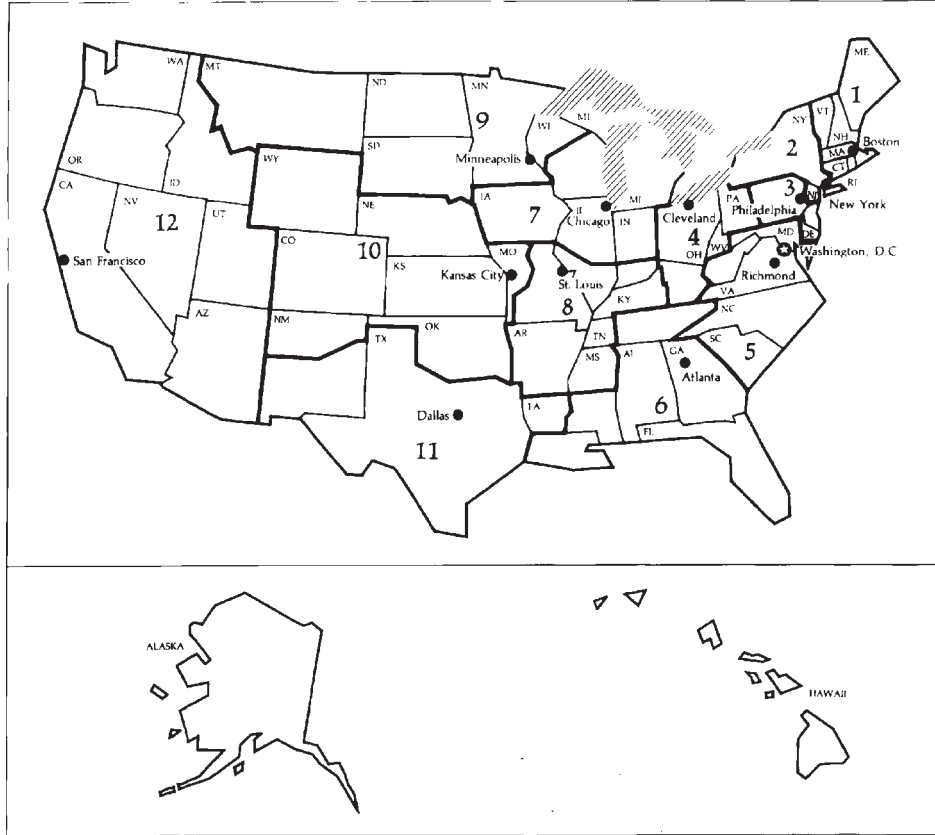 ME
WA
MT
ND
MN
VT
1
9
NY
NH
WI
MI
2
Boston
MA
OR
SD
Minneapolis
CT
CA
ID
WY
RI
IA
PA
3
NJ
NV
NE
7
MI
Philadelphia
New York
UT
Chicago
IN
Cleveland
12
MD
DE
CO
10
4
WV
Washington, D.C
San Francisco
MO
OH
KS
Kansas City
St. Louis
Richmond
KY
VA
8
NC
AZ
NM
OK
TX
AR
TN
SC
MS
GA
5
Atlanta
Dallas
LA
6
FL
11
ALASKA
HAWAII